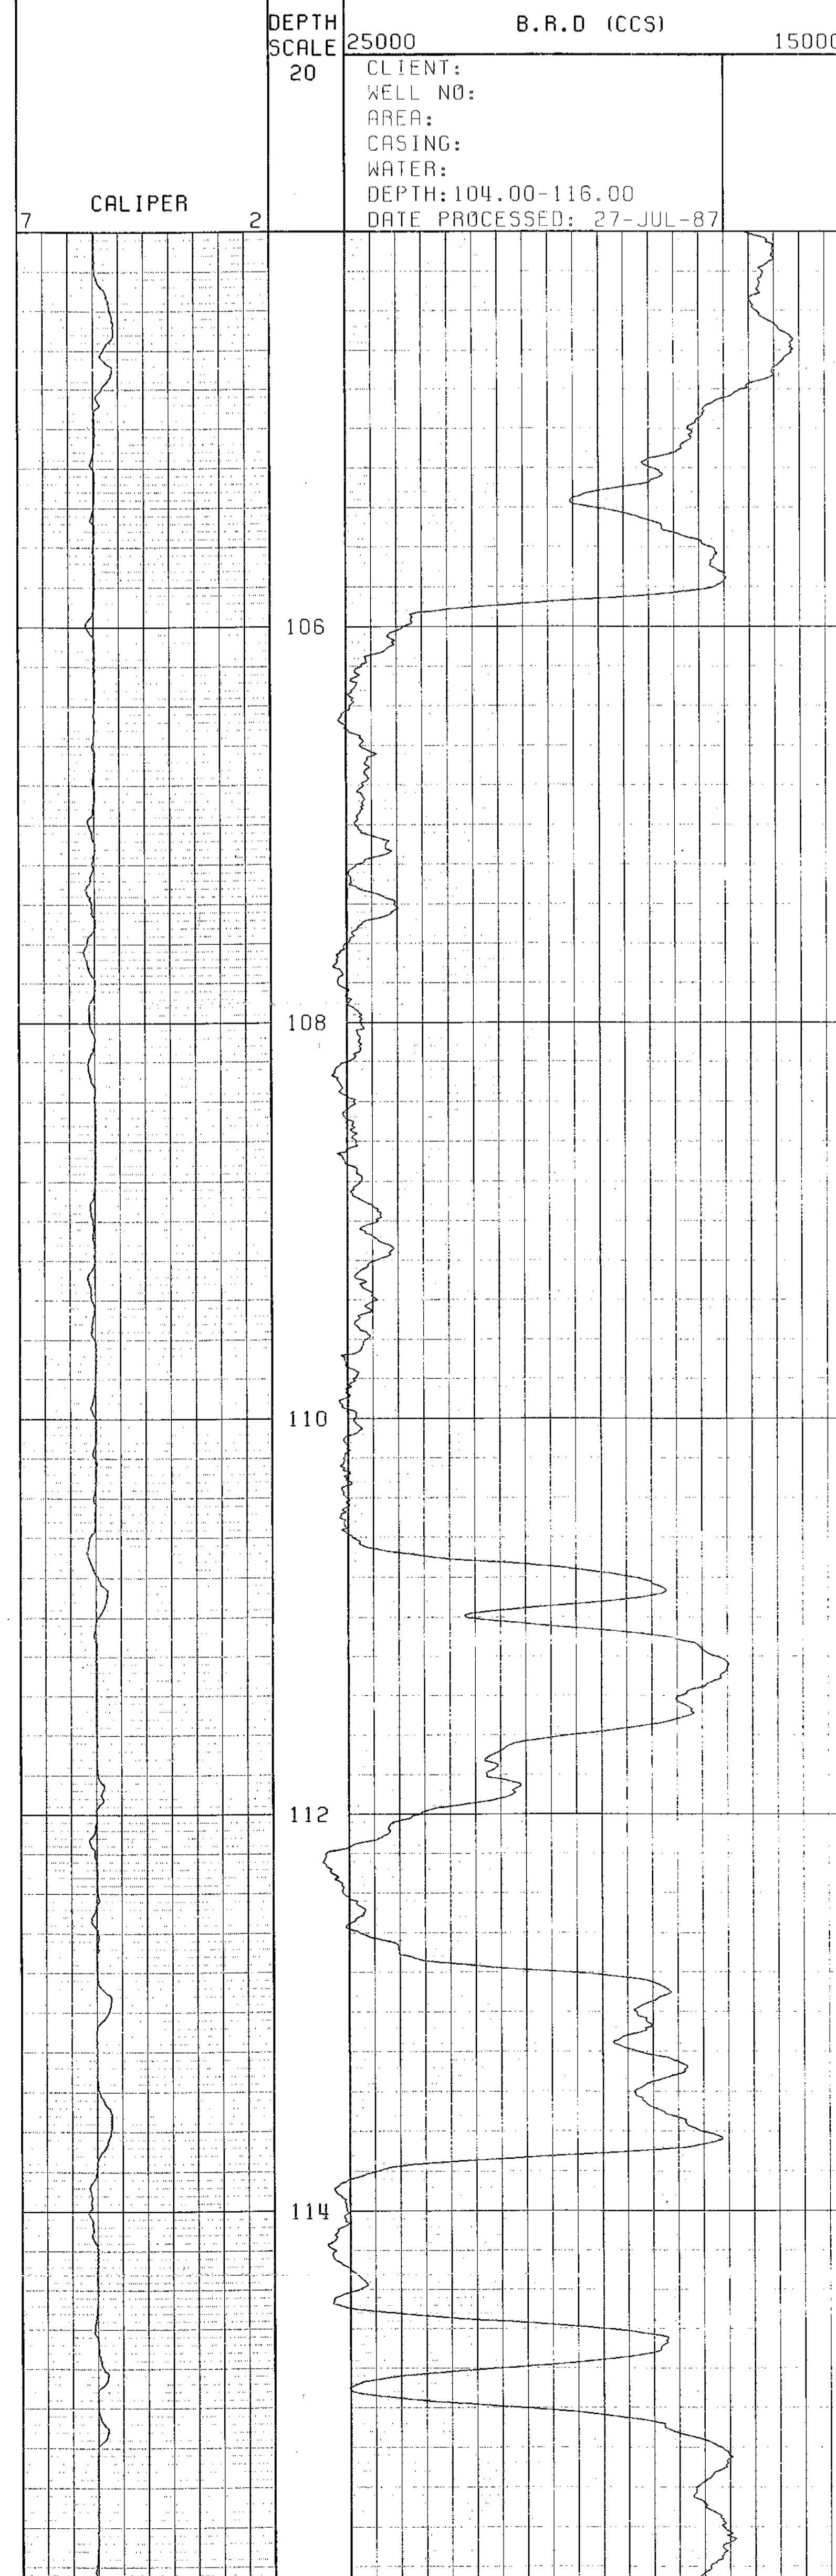 DEPTH
SCALE
20
B.R.D (CCS)
25000
15000
CLIENT:
WELL NO:
AREA:
CASING:
WATER:
DEPTH:104.00-116.00
DATE PROCESSED: 27-JUL-87
CALIPER
7
2
106
108
110
112
114